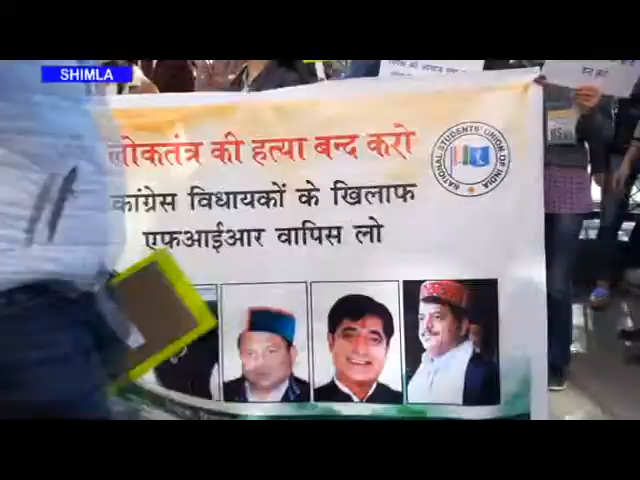 SHIMLA
लोकतंत्र की हत्या बन्द करो
कांग्रेस विधायकों के खिलाफ
एफआईआर वापिस लो
NATIONAL STUDENTS' UNION OF INDIA